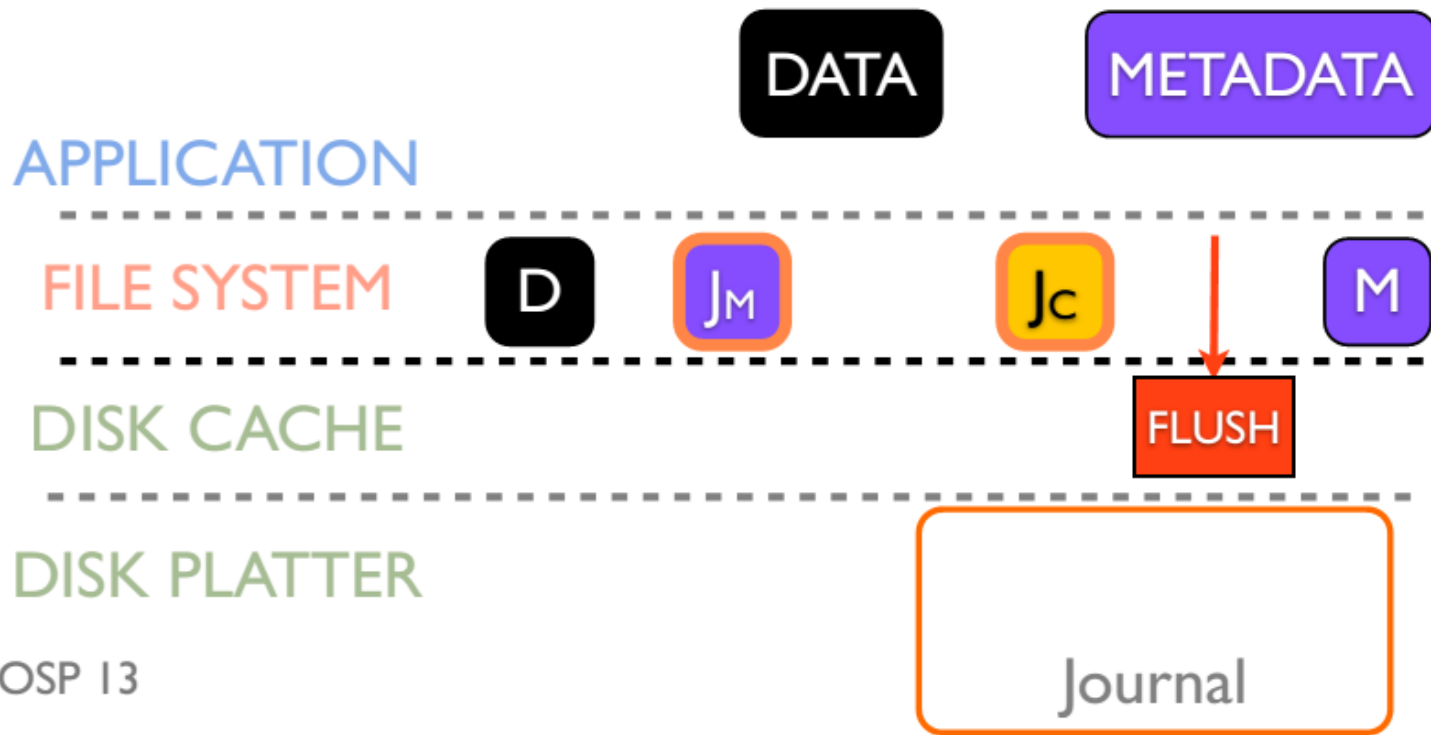 DATA METADATA
APPLICATION
FILE SYSTEM D JM JC M
DISK CACHE FLUSH
DISK PLATTER
OSP 13 Journal